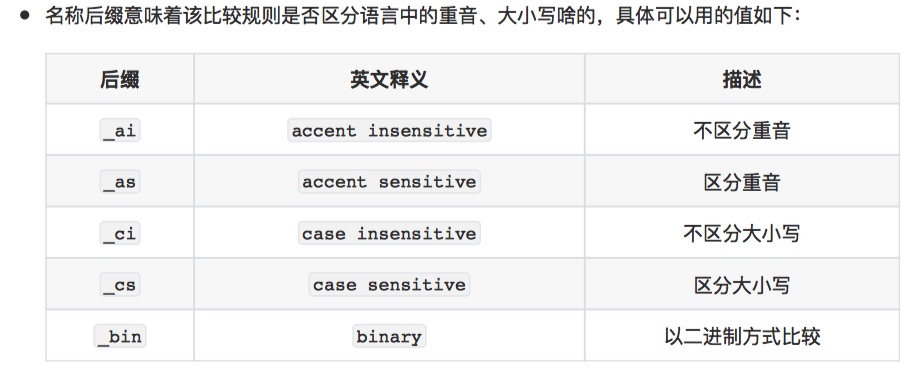 名称后缀意味着该比较规则是否区分语言中的重音、大小写啥的，具体可以用的值如下：
后缀 英文释义 描述
_ai accent insensitive 不区分重音
_as accent sensitive 区分重音
_ci case insensitive 不区分大小写
_cs case sensitive 区分大小写
_bin binary 以二进制方式比较